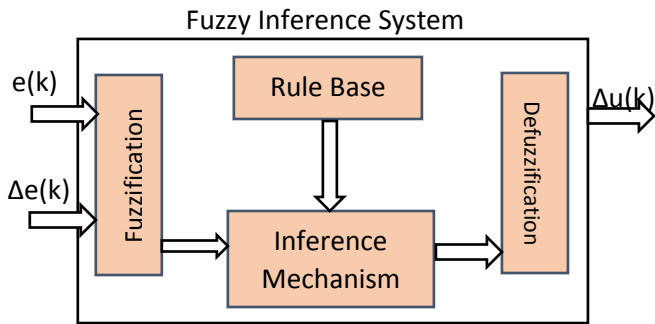 Fuzzy Inference System
e(k)
Δe(k)
Fuzzification
Rule Base
Inference
Mechanism
Defuzzification
Δu(k)